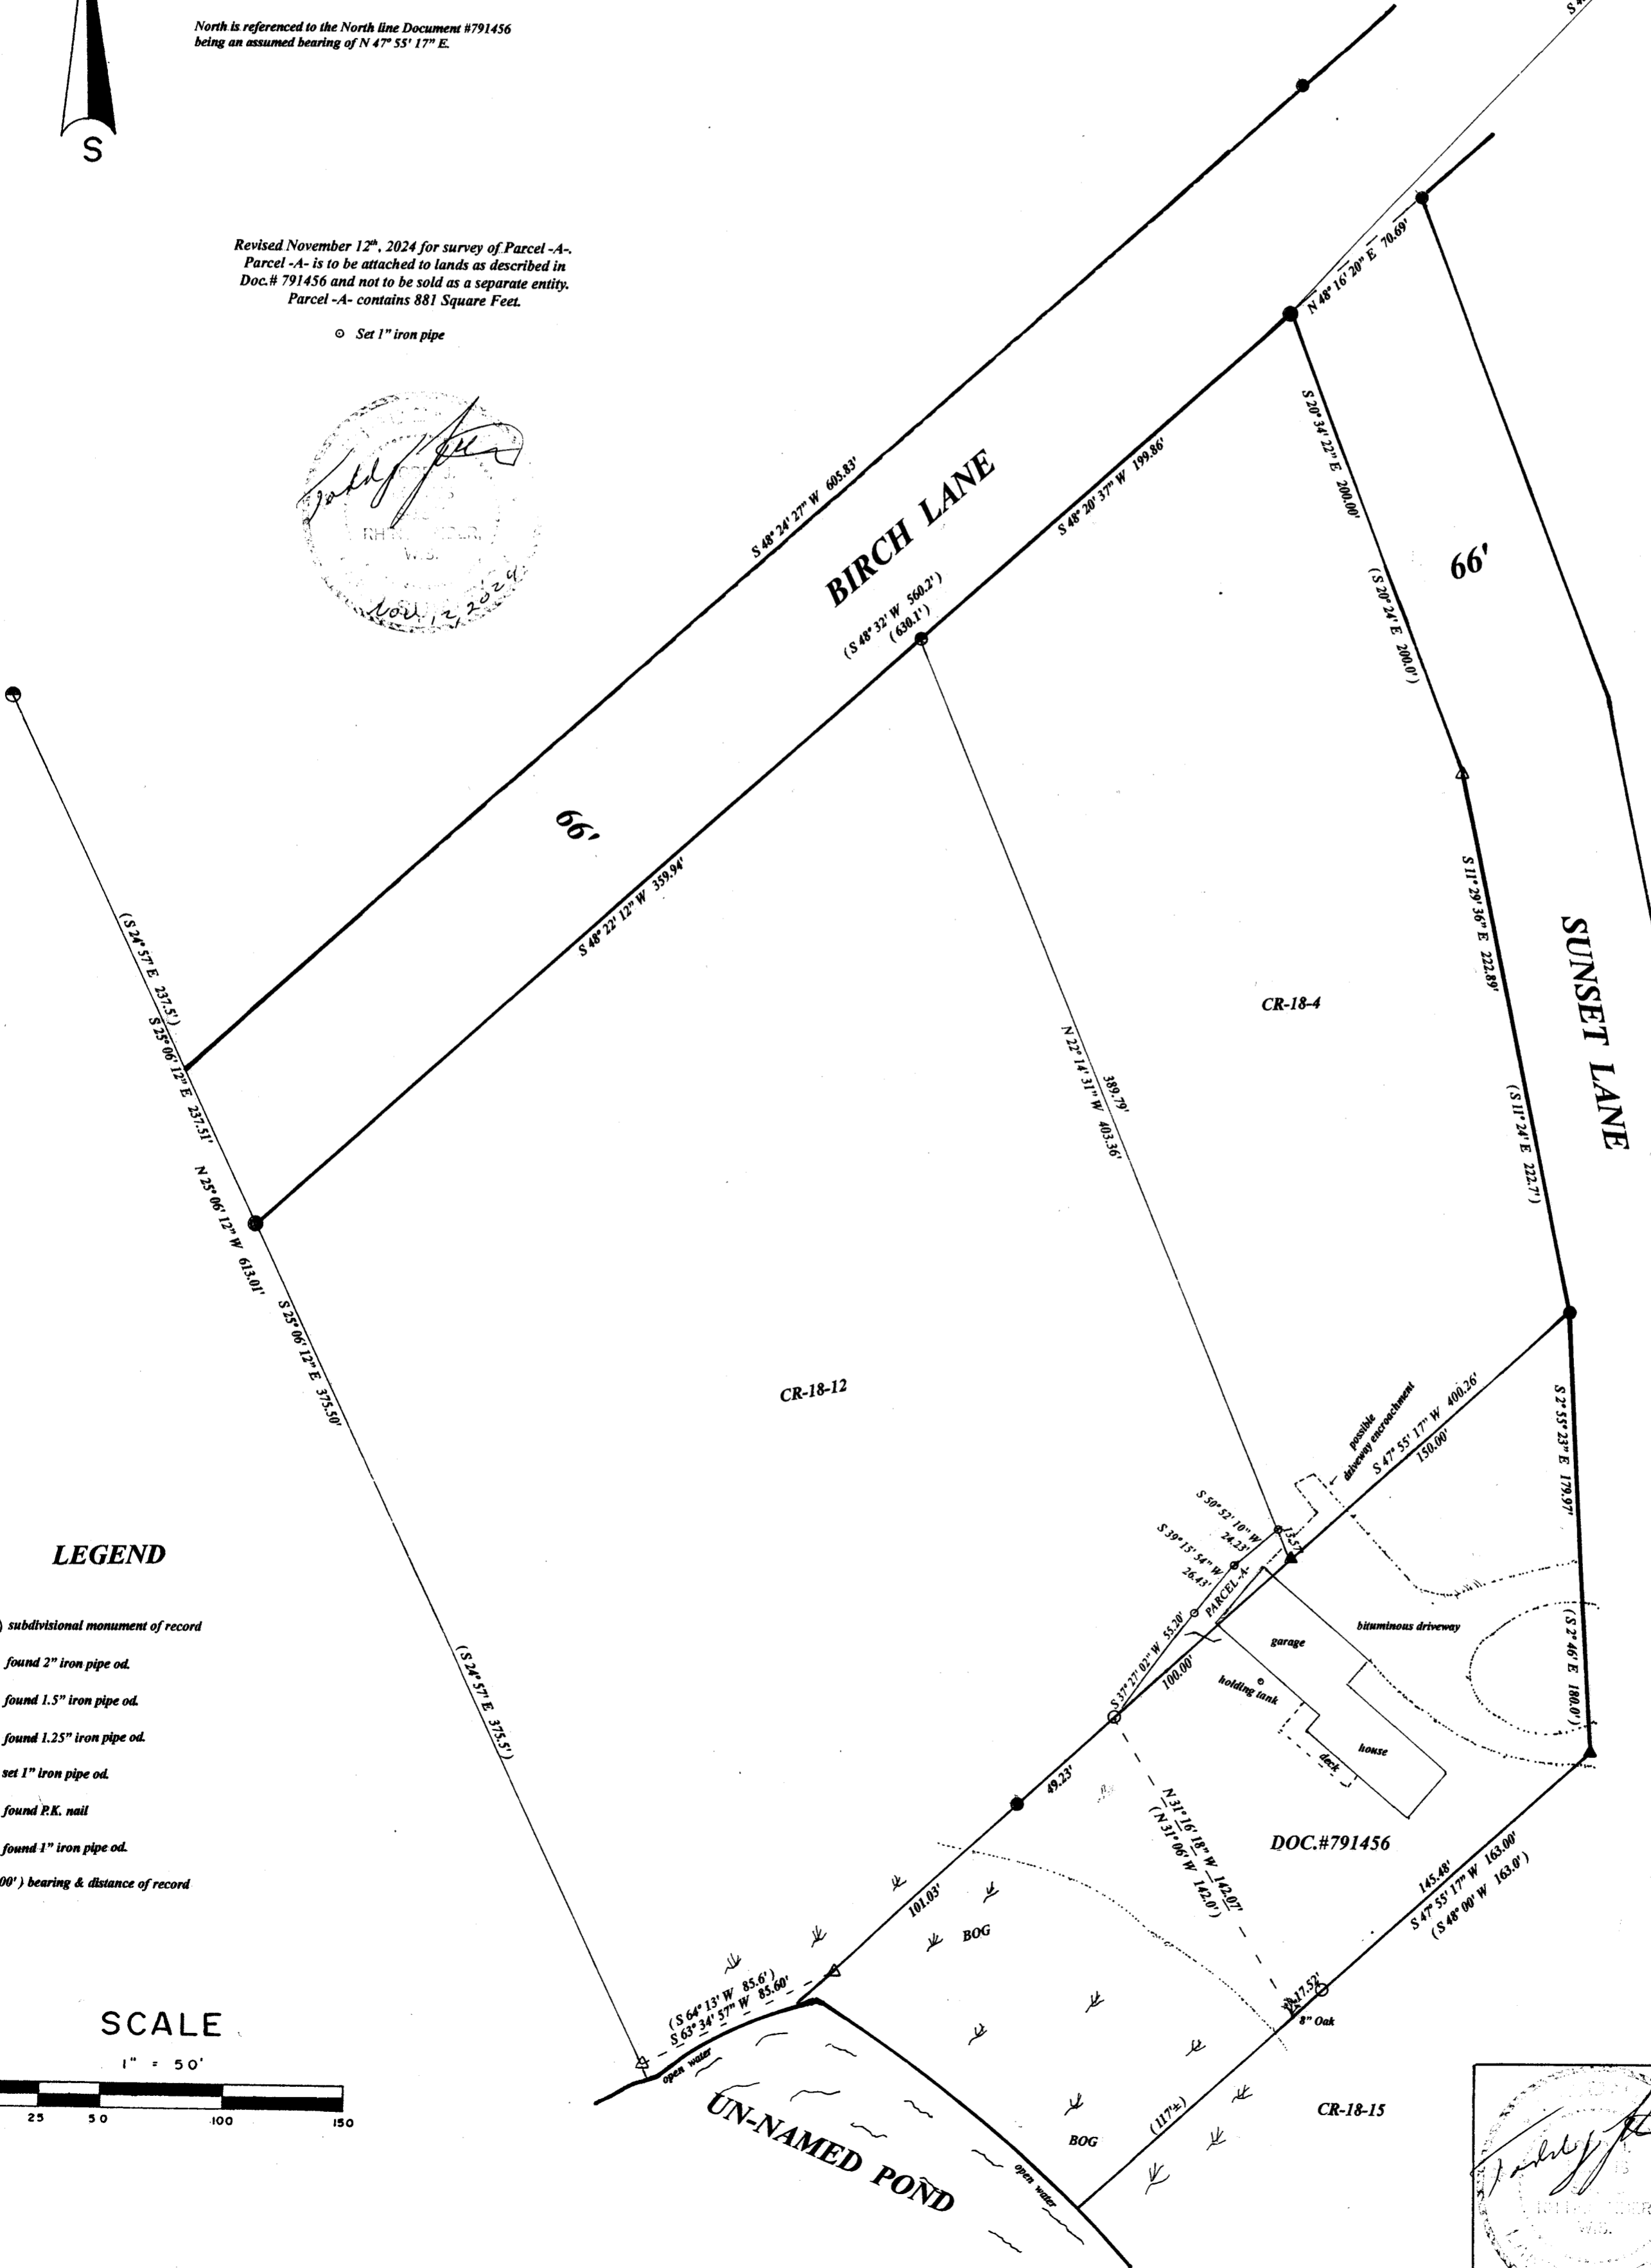 S
North is referenced to the North line Document #791456
being an assumed bearing of N 47° 55' 17" E.
Revised November 12th, 2024 for survey of Parcel -A-.
Parcel -A- is to be attached to lands as described in
Doc.# 791456 and not to be sold as a separate entity.
Parcel -A- contains 881 Square Feet.
Set 1" iron pipe
Nov. 12, 2024
N 48° 16' 20" E 70.69'
S 48° 24' 27" W 605.83'
BIRCH LANE
S 48° 20' 37" W 199.86'
(S 48° 32' W 560.2')
(630.1')
S 20° 34' 22" E 200.00'
(S 20° 24' E 200.0')
66'
66'
S 48° 22' 12" W 359.94'
(S 24° 57' E 237.5')
S 25° 06' 12" E 237.51'
N 25° 06' 12" W 613.01'
S 25° 06' 12" E 375.50'
(S 24° 57' E 375.5')
S 11° 29' 36" E 222.89'
(S 11° 24' E 222.7')
SUNSET LANE
CR-18-4
389.79'
N 22° 14' 31" W 403.36'
CR-18-12
possible
driveway encroachment
S 47° 55' 17" W 400.26'
150.00'
S 2° 55' 23" E 179.97'
(S 2° 46' E 180.0')
S 50° 52' 10" W
24.23'
13.57'
S 39° 15' 54" W
26.43'
PARCEL -A-
S 37° 27' 02" W 55.20'
100.00'
garage
bituminous driveway
holding tank
house
deck
49.23'
N 31° 16' 18" W 142.07'
(N 31° 06' W 142.0')
DOC.#791456
145.48'
S 47° 55' 17" W 163.00'
(S 48° 00' W 163.0')
101.03'
BOG
17.52'
8" Oak
(S 64° 13' W 85.6')
S 63° 34' 57" W 85.60'
open water
UN-NAMED POND
open water
BOG
(117'±)
CR-18-15
LEGEND
) subdivisional monument of record
found 2" iron pipe od.
found 1.5" iron pipe od.
found 1.25" iron pipe od.
set 1" iron pipe od.
found P.K. nail
found 1" iron pipe od.
00' ) bearing & distance of record
SCALE
1" = 50'
25 50 100 150